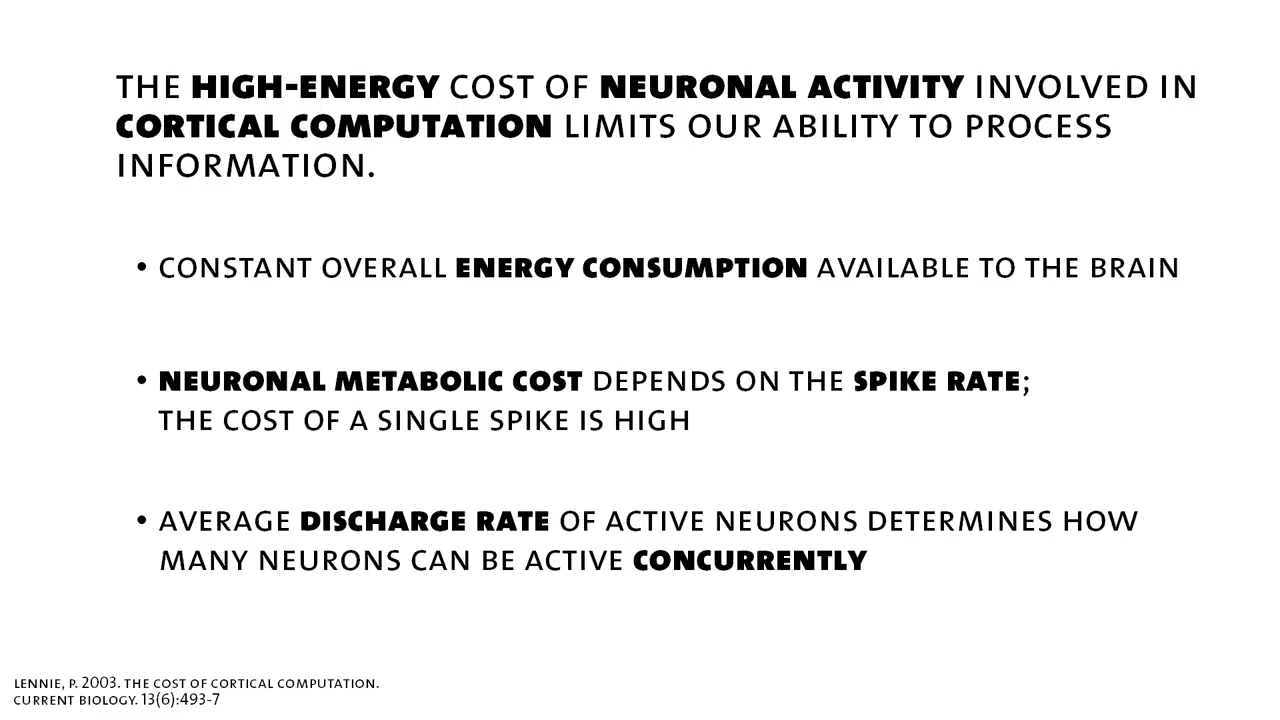 THE HIGH-ENERGY COST OF NEURONAL ACTIVITY INVOLVED IN
CORTICAL COMPUTATION LIMITS OUR ABILITY TO PROCESS
INFORMATION.
• CONSTANT OVERALL ENERGY CONSUMPTION AVAILABLE TO THE BRAIN
• NEURONAL METABOLIC COST DEPENDS ON THE SPIKE RATE;
THE COST OF A SINGLE SPIKE IS HIGH
• AVERAGE DISCHARGE RATE OF ACTIVE NEURONS DETERMINES HOW
MANY NEURONS CAN BE ACTIVE CONCURRENTLY
LENNIE, P. 2003. THE COST OF CORTICAL COMPUTATION.
CURRENT BIOLOGY. 13(6):493-7